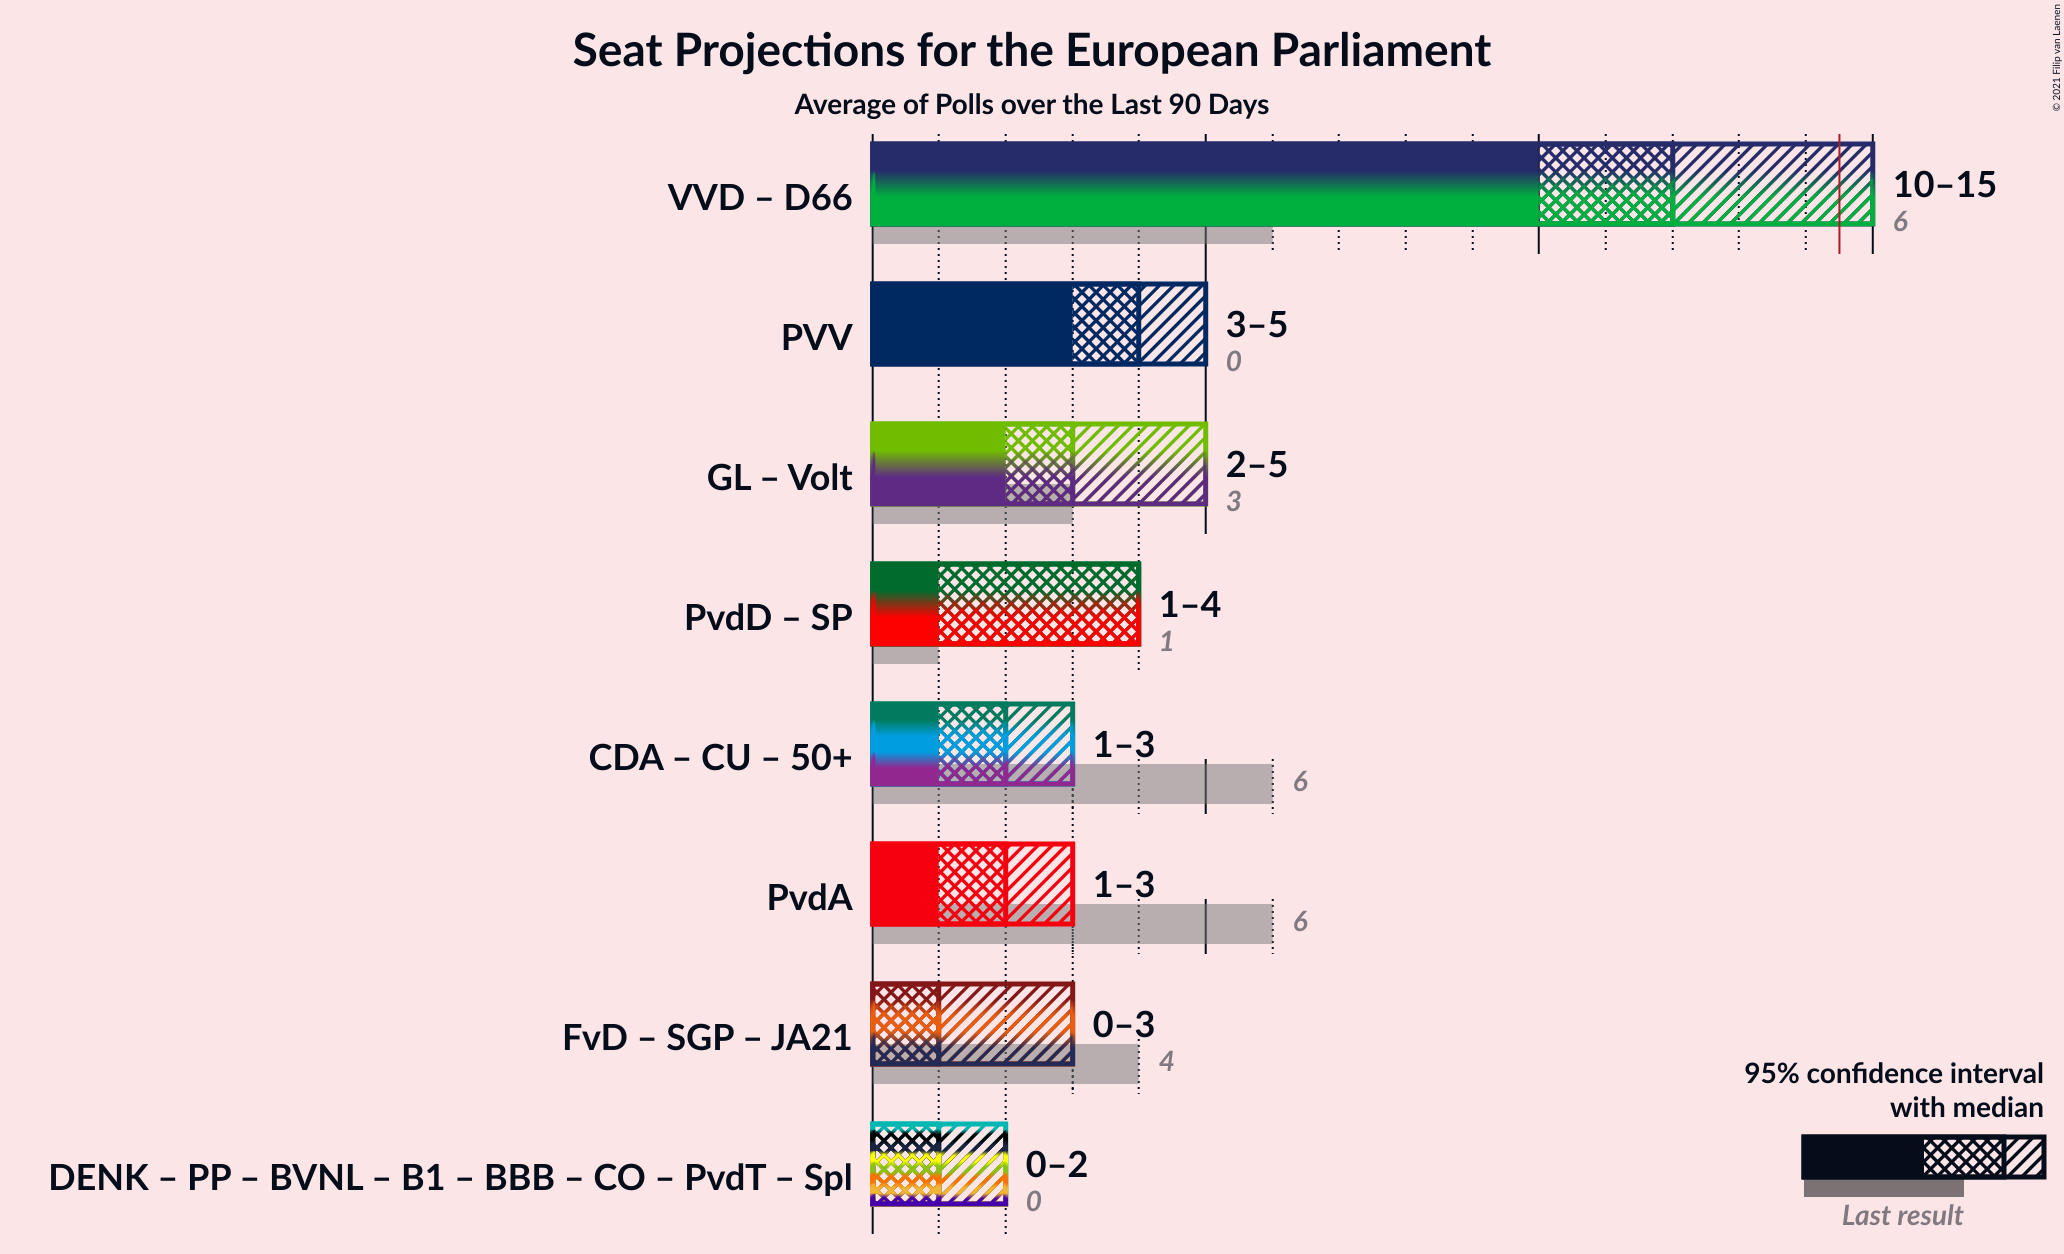 Seat Projections for the European Parliament
Average of Polls over the Last 90 Days
© 2021 Filip van Laenen
VVD – D66
10–15
6
PVV
3–5
0
GL – Volt
2–5
3
PvdD – SP
1–4
1
CDA – CU – 50+
1–3
6
PvdA
1–3
6
FvD – SGP – JA21
0–3
4
DENK – PP – BVNL – B1 – BBB – CO – PvdT – Spl
0–2
0
95% confidence interval
with median
Last result